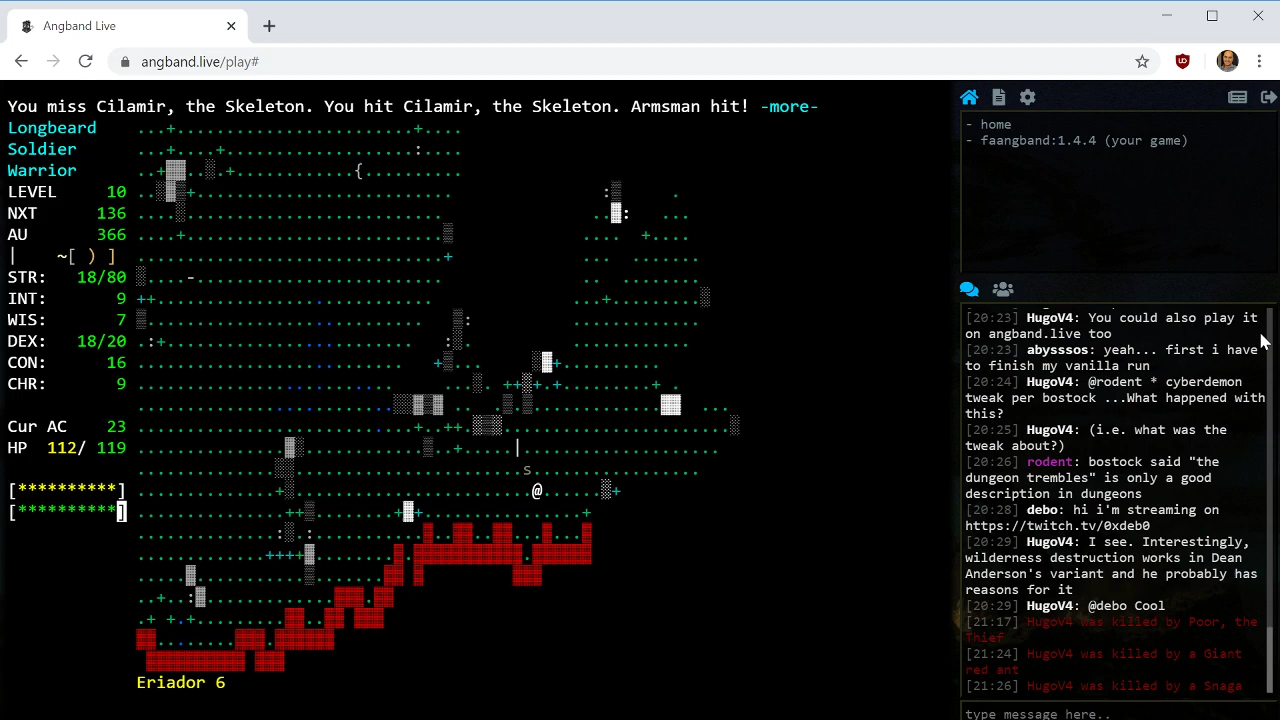 Angband Live
angband.live/play#
You miss Cilamir, the Skeleton. You hit Cilamir, the Skeleton. Armsman hit! -more-
Longbeard
Soldier
Warrior
LEVEL 10
NXT 136
AU 366
| ~[ ) ]
STR: 18/80
INT: 9
WIS: 7
DEX: 18/20
CON: 16
CHR: 9
Cur AC 23
HP 112/ 119
[**********]
[**********]
s
@
Eriador 6
- home
- faangband:1.4.4 (your game)
[20:23] HugoV4: You could also play it
on angband.live too
[20:23] abysssos: yeah... first i have
to finish my vanilla run
[20:24] HugoV4: @rodent * cyberdemon
tweak per bostock ...What happened with
this?
[20:25] HugoV4: (i.e. what was the
tweak about?)
[20:26] rodent: bostock said "the
dungeon trembles" is only a good
description in dungeons
[20:28] debo: hi i'm streaming on
https://twitch.tv/0xdeb0
[20:29] HugoV4: I see. Interestingly,
wilderness destruction works in Dean
Anderson's variant and he probably has
reasons for it
[20:29] HugoV4: @debo Cool
[21:17] HugoV4 was killed by Poor, the
Thief
[21:24] HugoV4 was killed by a Giant
red ant
[21:26] HugoV4 was killed by a Snaga
type message here..